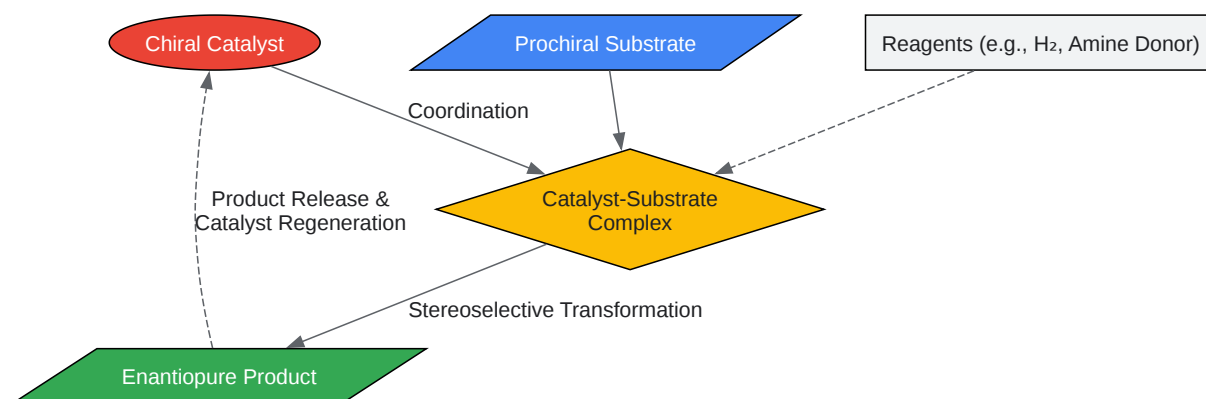 Chiral Catalyst
Prochiral Substrate
Reagents (e.g., H₂, Amine Donor)
Coordination
Catalyst-Substrate
Complex
Product Release &
Catalyst Regeneration
Stereoselective Transformation
Enantiopure Product